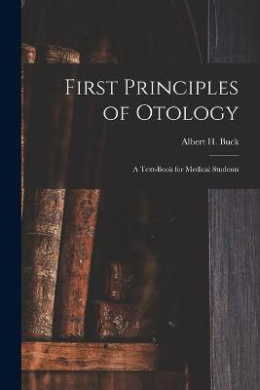 First Principles
of Otology
Albert H. Buck
A Text-Book for Medical Students